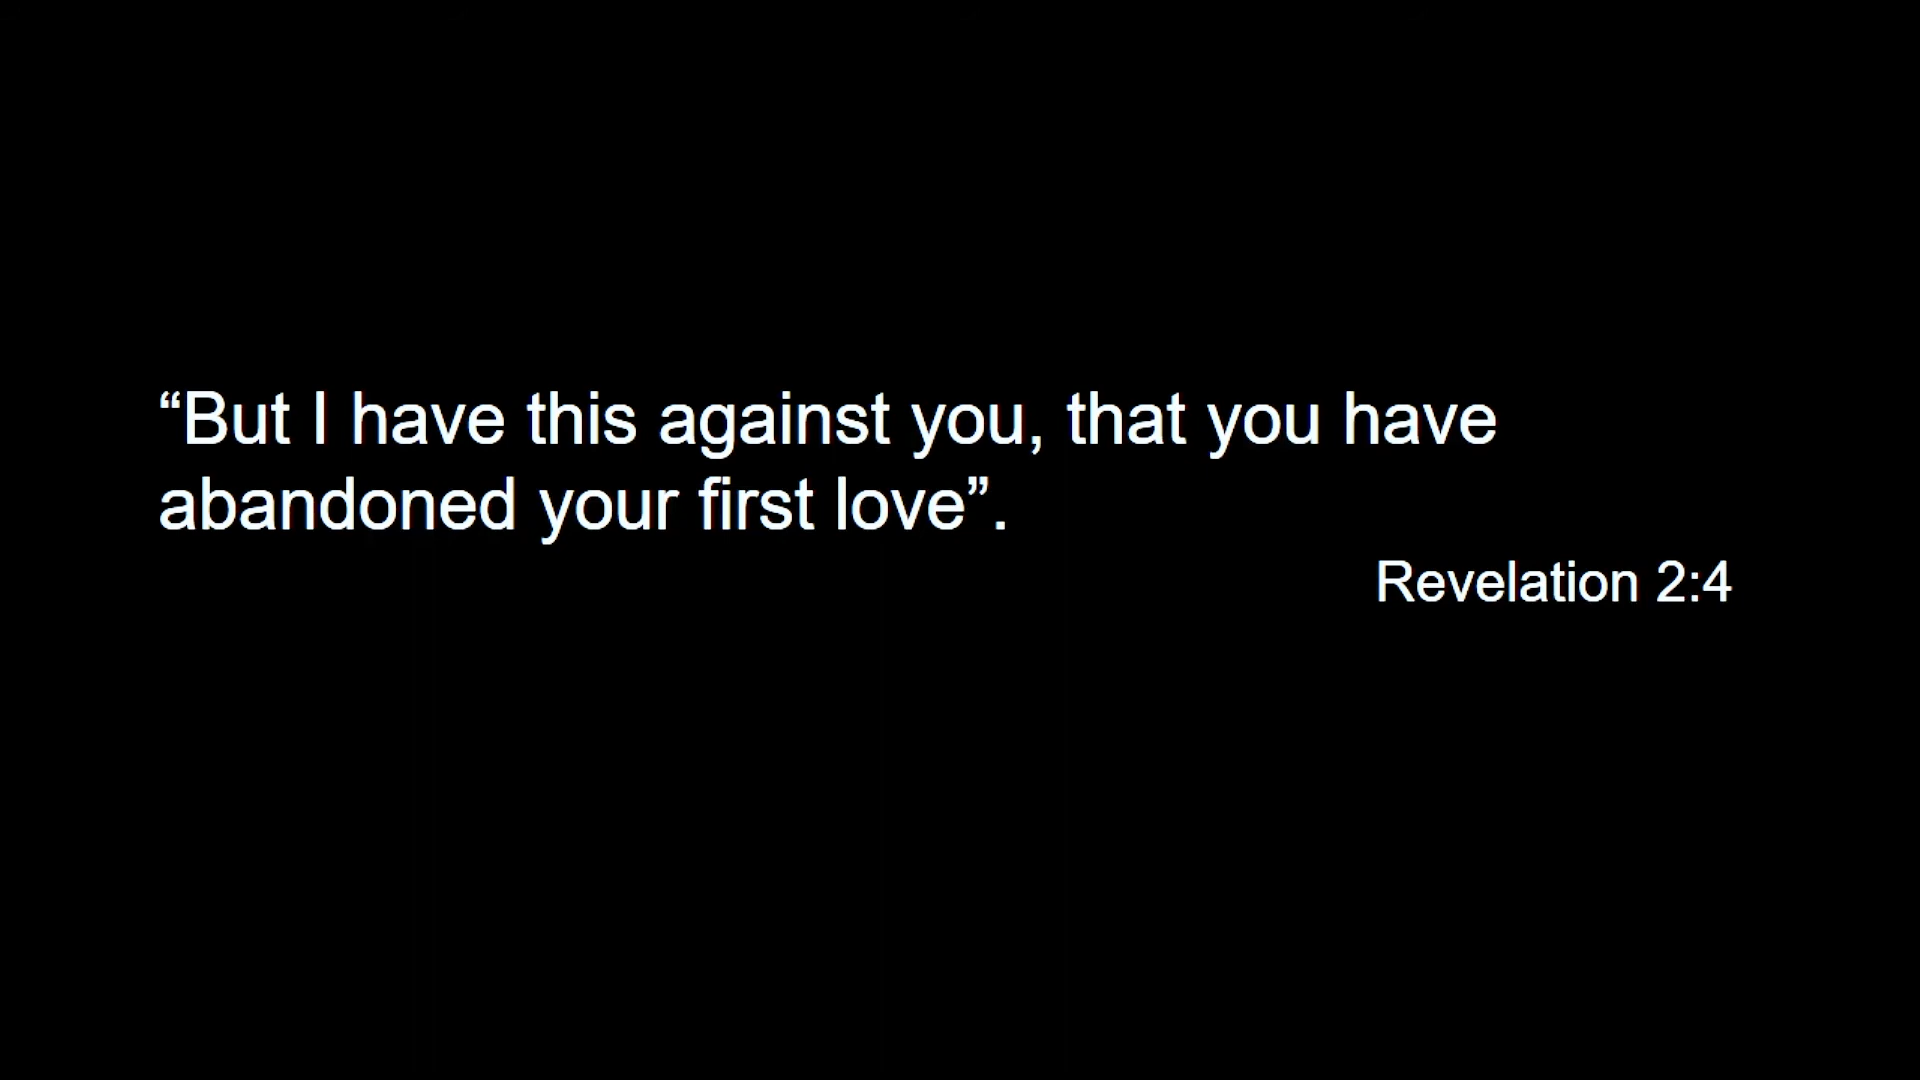 “But I have this against you, that you have
abandoned your first love”.
Revelation 2:4